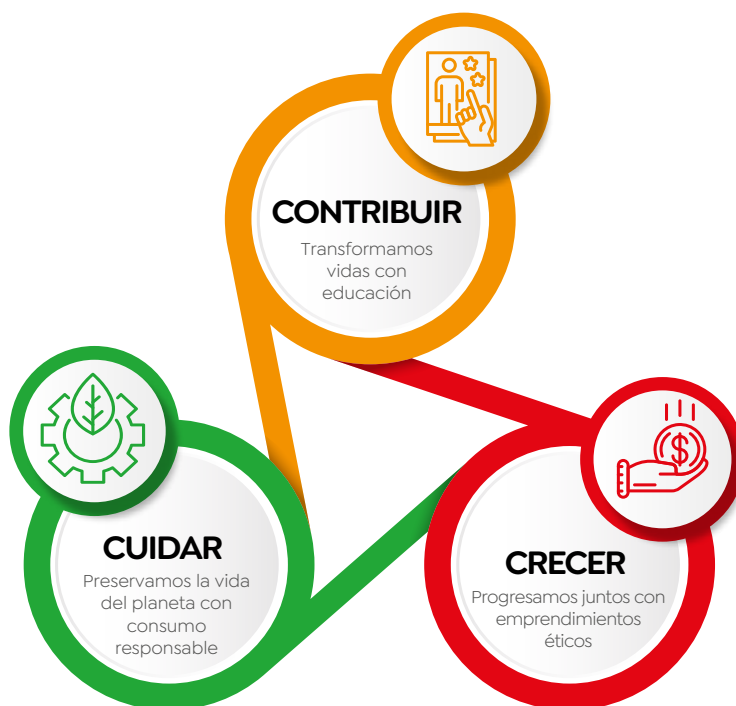 CONTRIBUIR
Transformamos
vidas con
educación
CUIDAR
Preservamos la vida
del planeta con
consumo
responsable
CRECER
Progresamos juntos con
emprendimientos
éticos
$